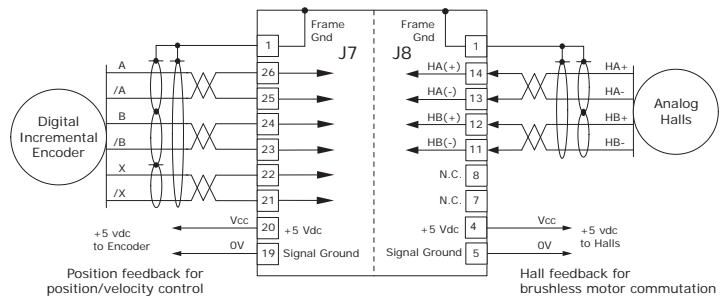 Frame
Gnd
J7
J8
Frame
Gnd
1
1
A
26
HA(+)
14
HA+
/A
25
HA(-)
13
HA-
Digital
Incremental
Encoder
Analog
Halls
B
24
HB(+)
12
HB+
/B
23
HB(-)
11
HB-
X
22
N.C.
8
/X
21
N.C.
7
+5 vdc
to Encoder
Vcc
20
+5 Vdc
+5 Vdc
4
Vcc
+5 vdc
to Halls
0V
19
Signal Ground
Signal Ground
5
0V
Position feedback for
position/velocity control
Hall feedback for
brushless motor commutation